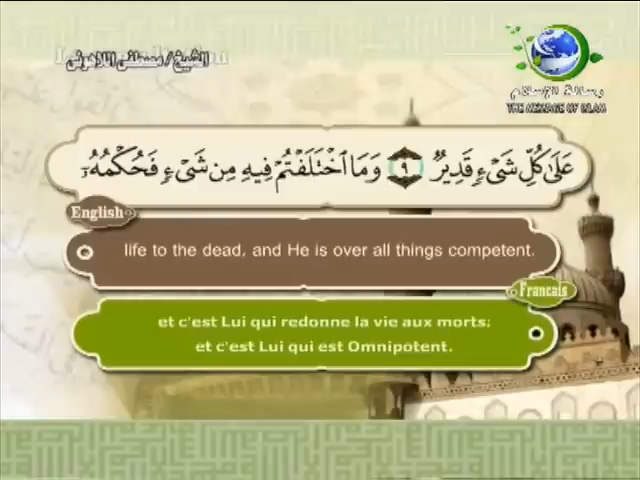 الشيخ / مصطفى اللاهونى
رسالة الإسلام
THE MESSAGE OF ISLAM
عَلَىٰ كُلِّ شَىْءٍ قَدِيرٌ ٩ وَمَا ٱخْتَلَفْتُمْ فِيهِ مِن شَىْءٍ فَحُكْمُهُۥٓ
English
life to the dead, and He is over all things competent.
Francais
et c'est Lui qui redonne la vie aux morts;
et c'est Lui qui est Omnipotent.